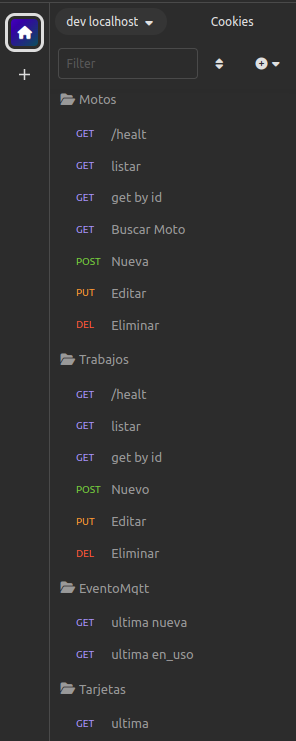 dev localhost Cookies
Filter
Motos
GET /healt
GET listar
GET get by id
GET Buscar Moto
POST Nueva
PUT Editar
DEL Eliminar
Trabajos
GET /healt
GET listar
GET get by id
POST Nuevo
PUT Editar
DEL Eliminar
EventoMqtt
GET ultima nueva
GET ultima en_uso
Tarjetas
GET ultima